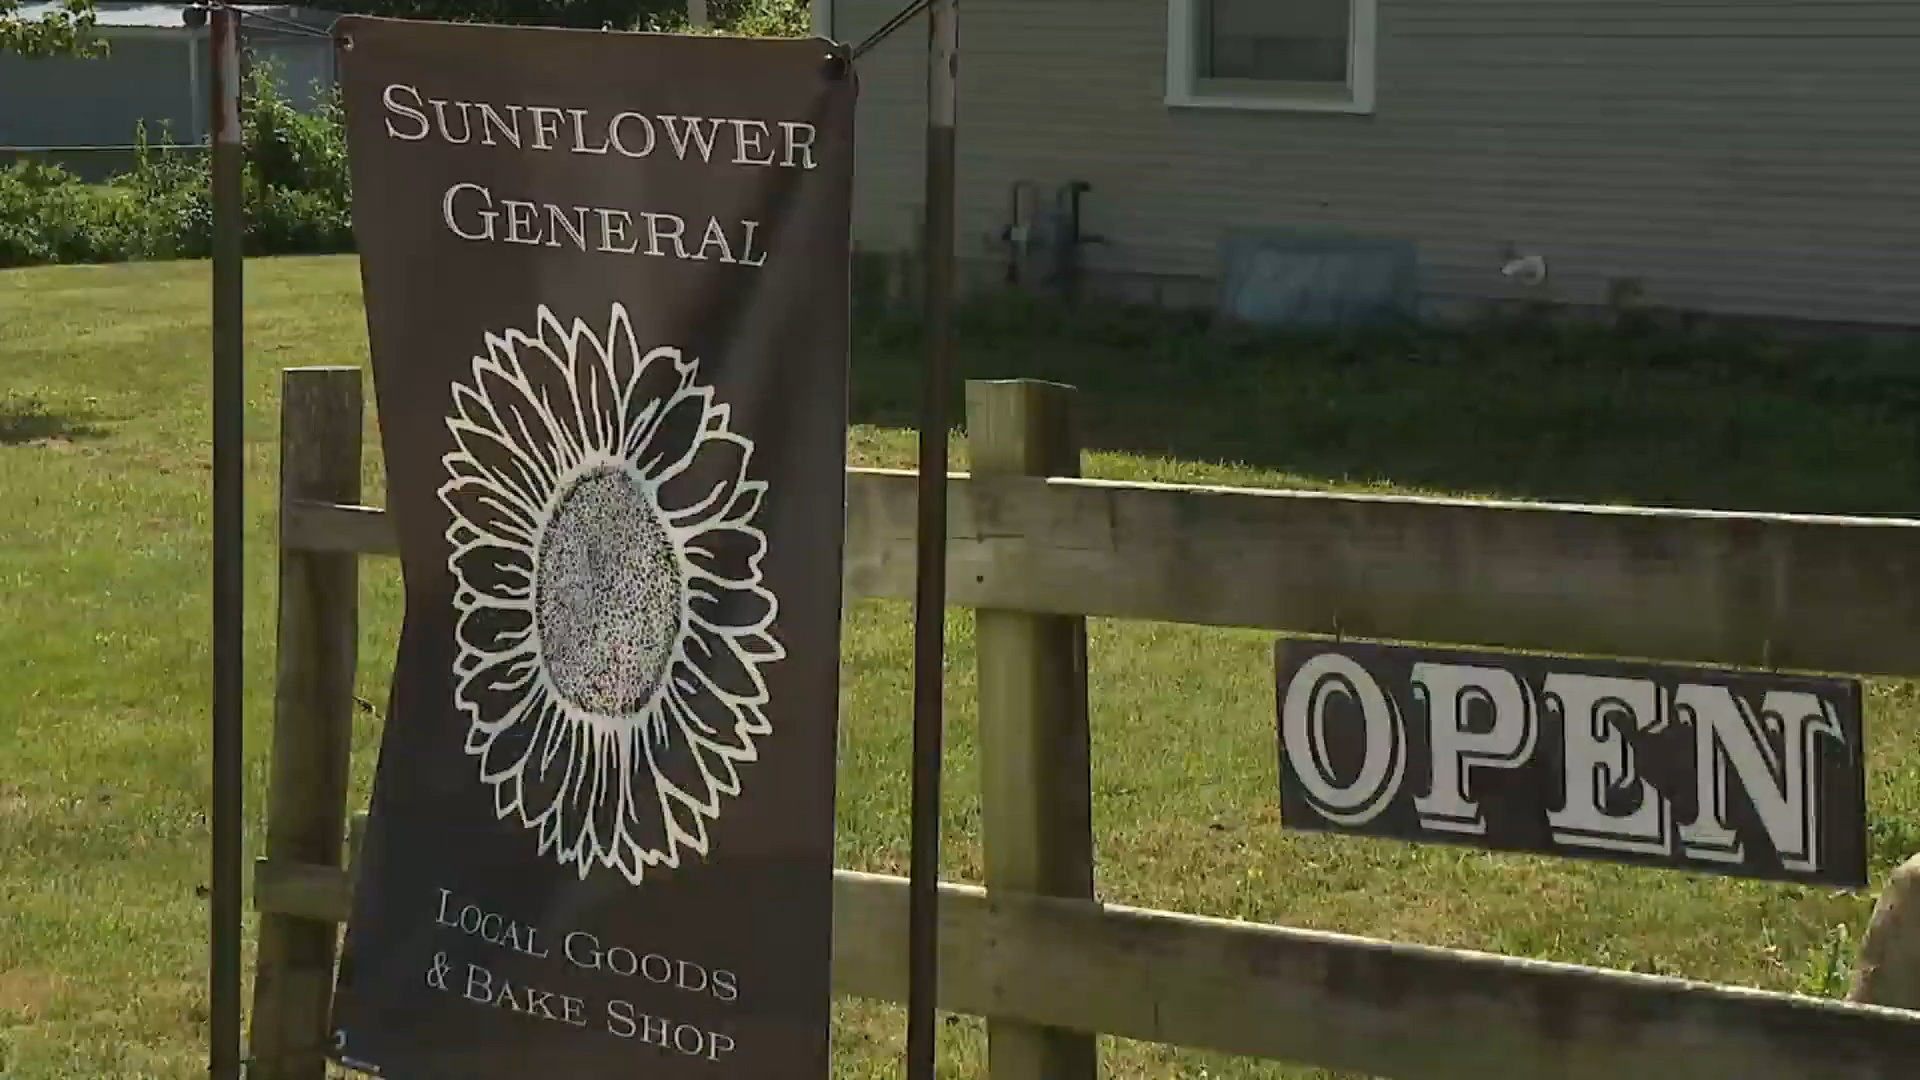 SUNFLOWER
GENERAL
LOCAL GOODS
& BAKE SHOP
OPEN